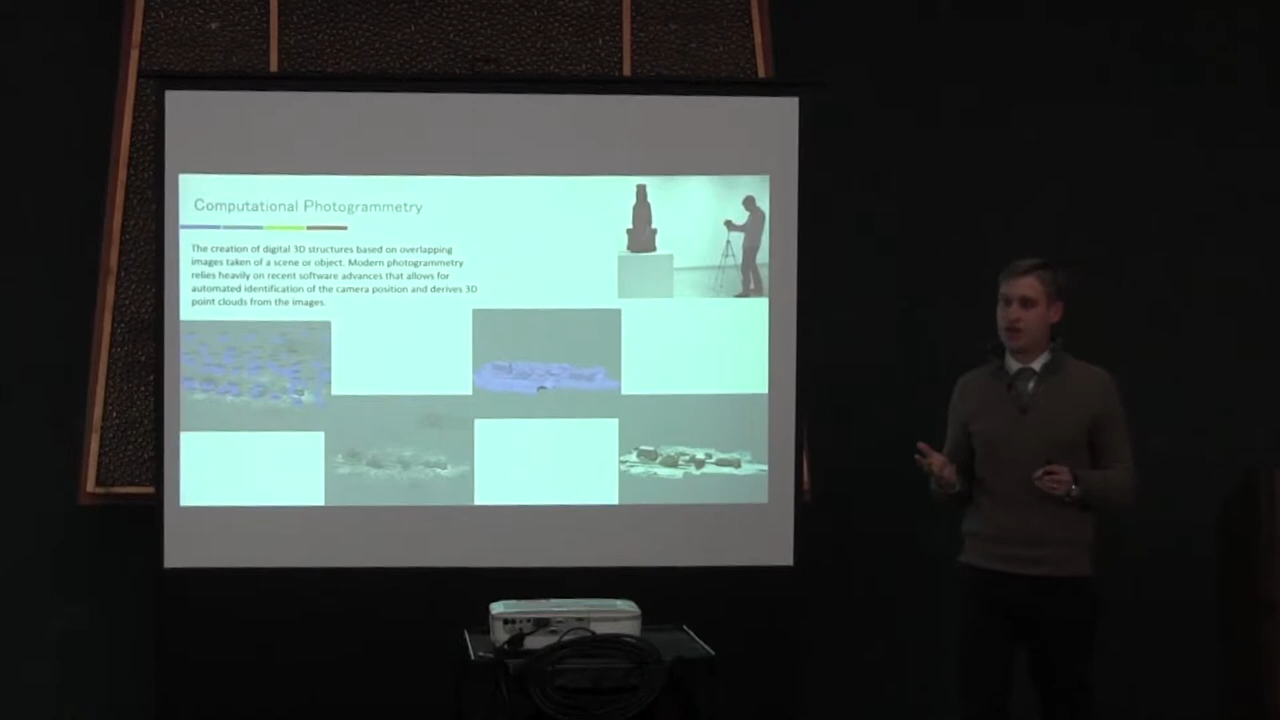 Computational Photogrammetry
The creation of digital 3D structures based on overlapping
images taken of a scene or object. Modern photogrammetry
relies heavily on recent software advances that allows for
automated identification of the camera position and derives 3D
point clouds from the images.